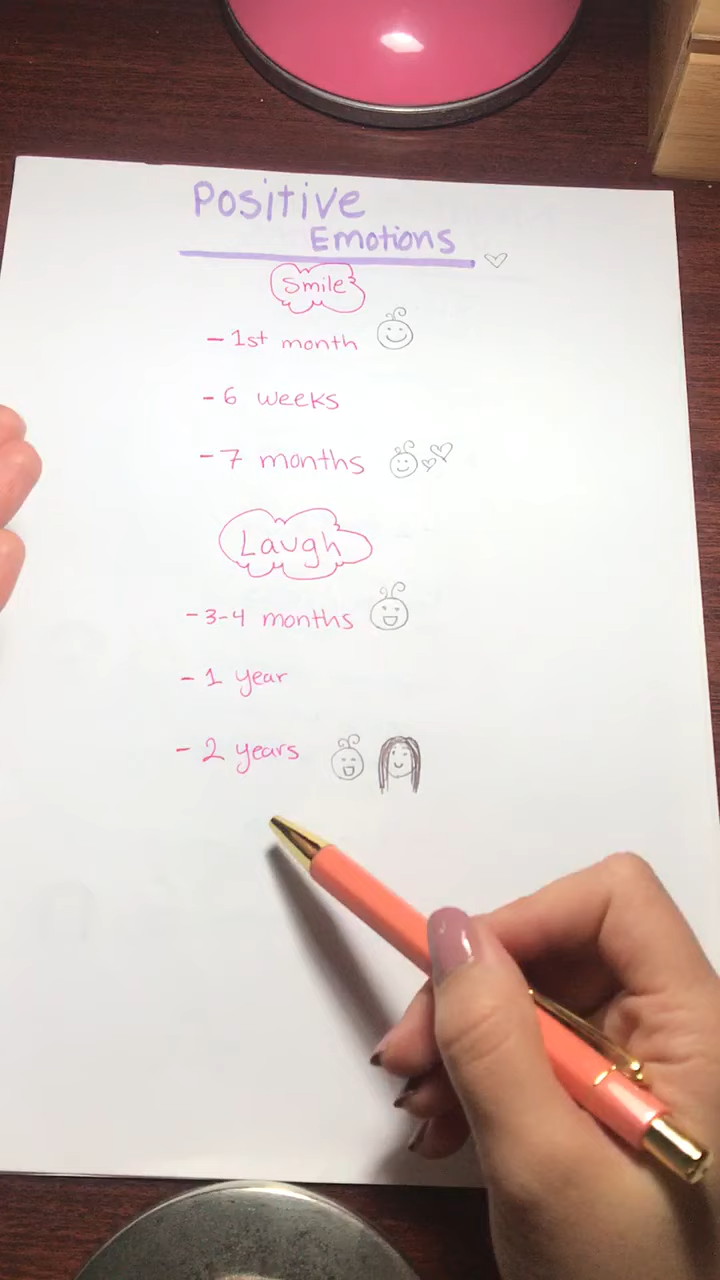 Positive
Emotions
Smile
- 1st month
- 6 weeks
- 7 months
Laugh
- 3-4 months
- 1 year
- 2 years